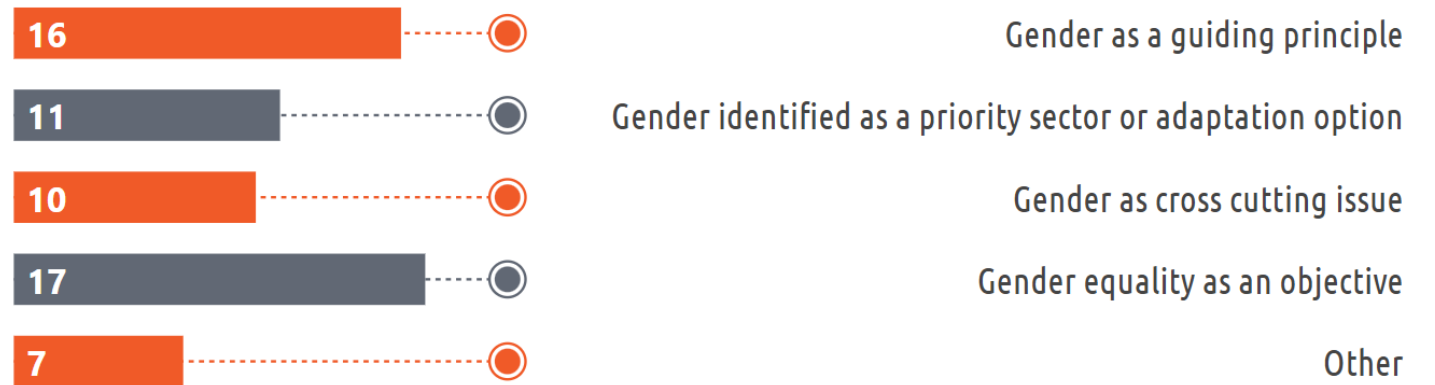 16 Gender as a guiding principle
11 Gender identified as a priority sector or adaptation option
10 Gender as cross cutting issue
17 Gender equality as an objective
7 Other